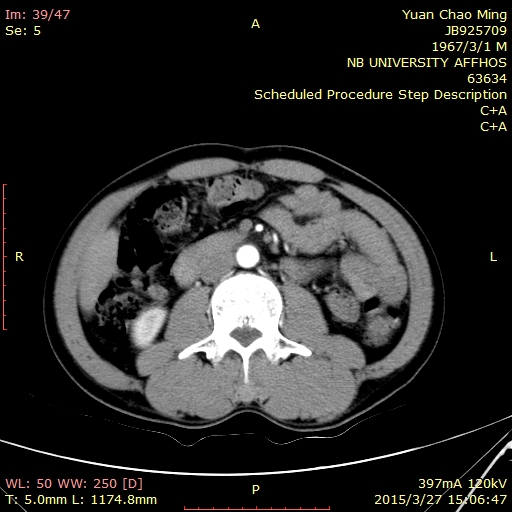 Im: 39/47
Se: 5
A
Yuan Chao Ming
JB925709
1967/3/1 M
NB UNIVERSITY AFFHOS
63634
Scheduled Procedure Step Description
C+A
C+A
R
L
WL: 50 WW: 250 [D]
T: 5.0mm L: 1174.8mm
P
397mA 120kV
2015/3/27 15:06:47